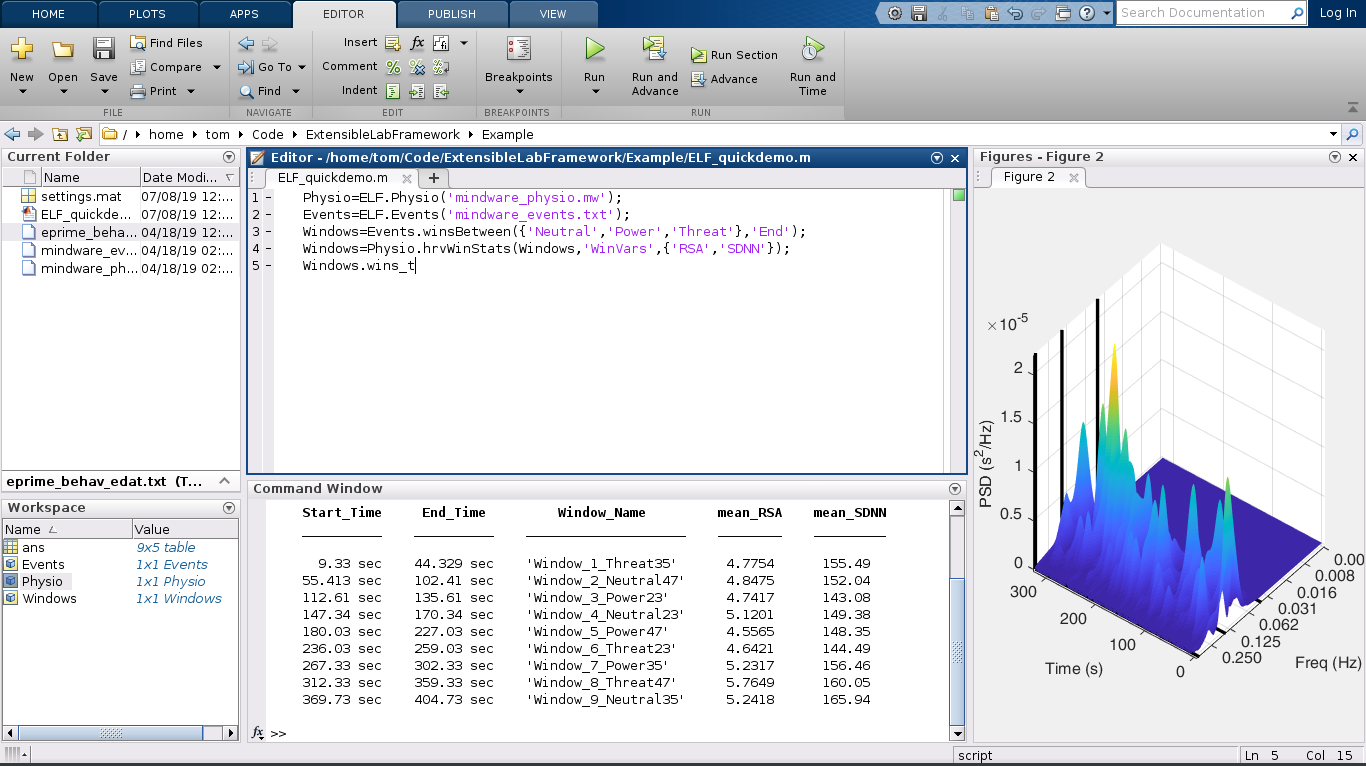 HOME PLOTS APPS EDITOR PUBLISH VIEW Search Documentation Log In
New Open Save Find Files Compare Print
FILE
Go To Find
NAVIGATE
Insert fx
Comment
Indent
EDIT
Breakpoints
BREAKPOINTS
Run Run and Advance Run Section Advance Run and Time
RUN
/ home tom Code ExtensibleLabFramework Example
Current Folder
Name Date Modi...
settings.mat 07/08/19 12:...
ELF_quickde... 07/08/19 12:...
eprime_beha... 04/18/19 12:...
mindware_ev... 04/18/19 02:...
mindware_ph... 04/18/19 02:...
eprime_behav_edat.txt (T...
Workspace
Name Value
ans 9x5 table
Events 1x1 Events
Physio 1x1 Physio
Windows 1x1 Windows
Editor - /home/tom/Code/ExtensibleLabFramework/Example/ELF_quickdemo.m
ELF_quickdemo.m
1 - Physio=ELF.Physio('mindware_physio.mw');
2 - Events=ELF.Events('mindware_events.txt');
3 - Windows=Events.winsBetween({'Neutral','Power','Threat'},'End');
4 - Windows=Physio.hrvWinStats(Windows,'WinVars',{'RSA','SDNN'});
5 - Windows.wins_t
Command Window
Start_Time End_Time Window_Name mean_RSA mean_SDNN
9.33 sec 44.329 sec 'Window_1_Threat35' 4.7754 155.49
55.413 sec 102.41 sec 'Window_2_Neutral47' 4.8475 152.04
112.61 sec 135.61 sec 'Window_3_Power23' 4.7417 143.08
147.34 sec 170.34 sec 'Window_4_Neutral23' 5.1201 149.38
180.03 sec 227.03 sec 'Window_5_Power47' 4.5565 148.35
236.03 sec 259.03 sec 'Window_6_Threat23' 4.6421 144.49
267.33 sec 302.33 sec 'Window_7_Power35' 5.2317 156.46
312.33 sec 359.33 sec 'Window_8_Threat47' 5.7649 160.05
369.73 sec 404.73 sec 'Window_9_Neutral35' 5.2418 165.94
fx >>
Figures - Figure 2
Figure 2
×10⁻⁵
2
1.5
1
0.5
0
PSD (s²/Hz)
300
200
100
0
Time (s)
0.00
0.008
0.016
0.031
0.062
0.125
0.250
Freq (Hz)
script Ln 5 Col 15